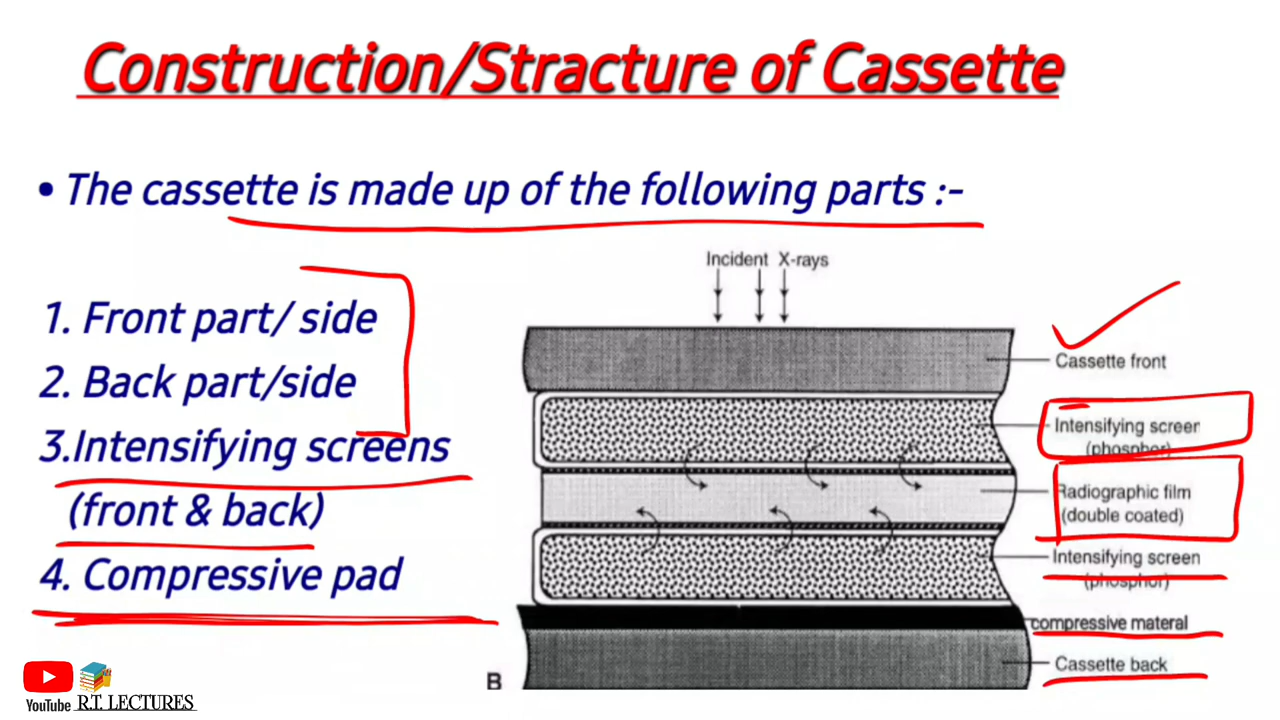 Construction/Stracture of Cassette
• The cassette is made up of the following parts :-
1. Front part/ side
2. Back part/side
3.Intensifying screens
(front & back)
4. Compressive pad
Incident X-rays
Cassette front
Intensifying screen
(phosphor)
Radiographic film
(double coated)
Intensifying screen
(phosphor)
compressive materal
Cassette back
B
YouTube R.T. LECTURES